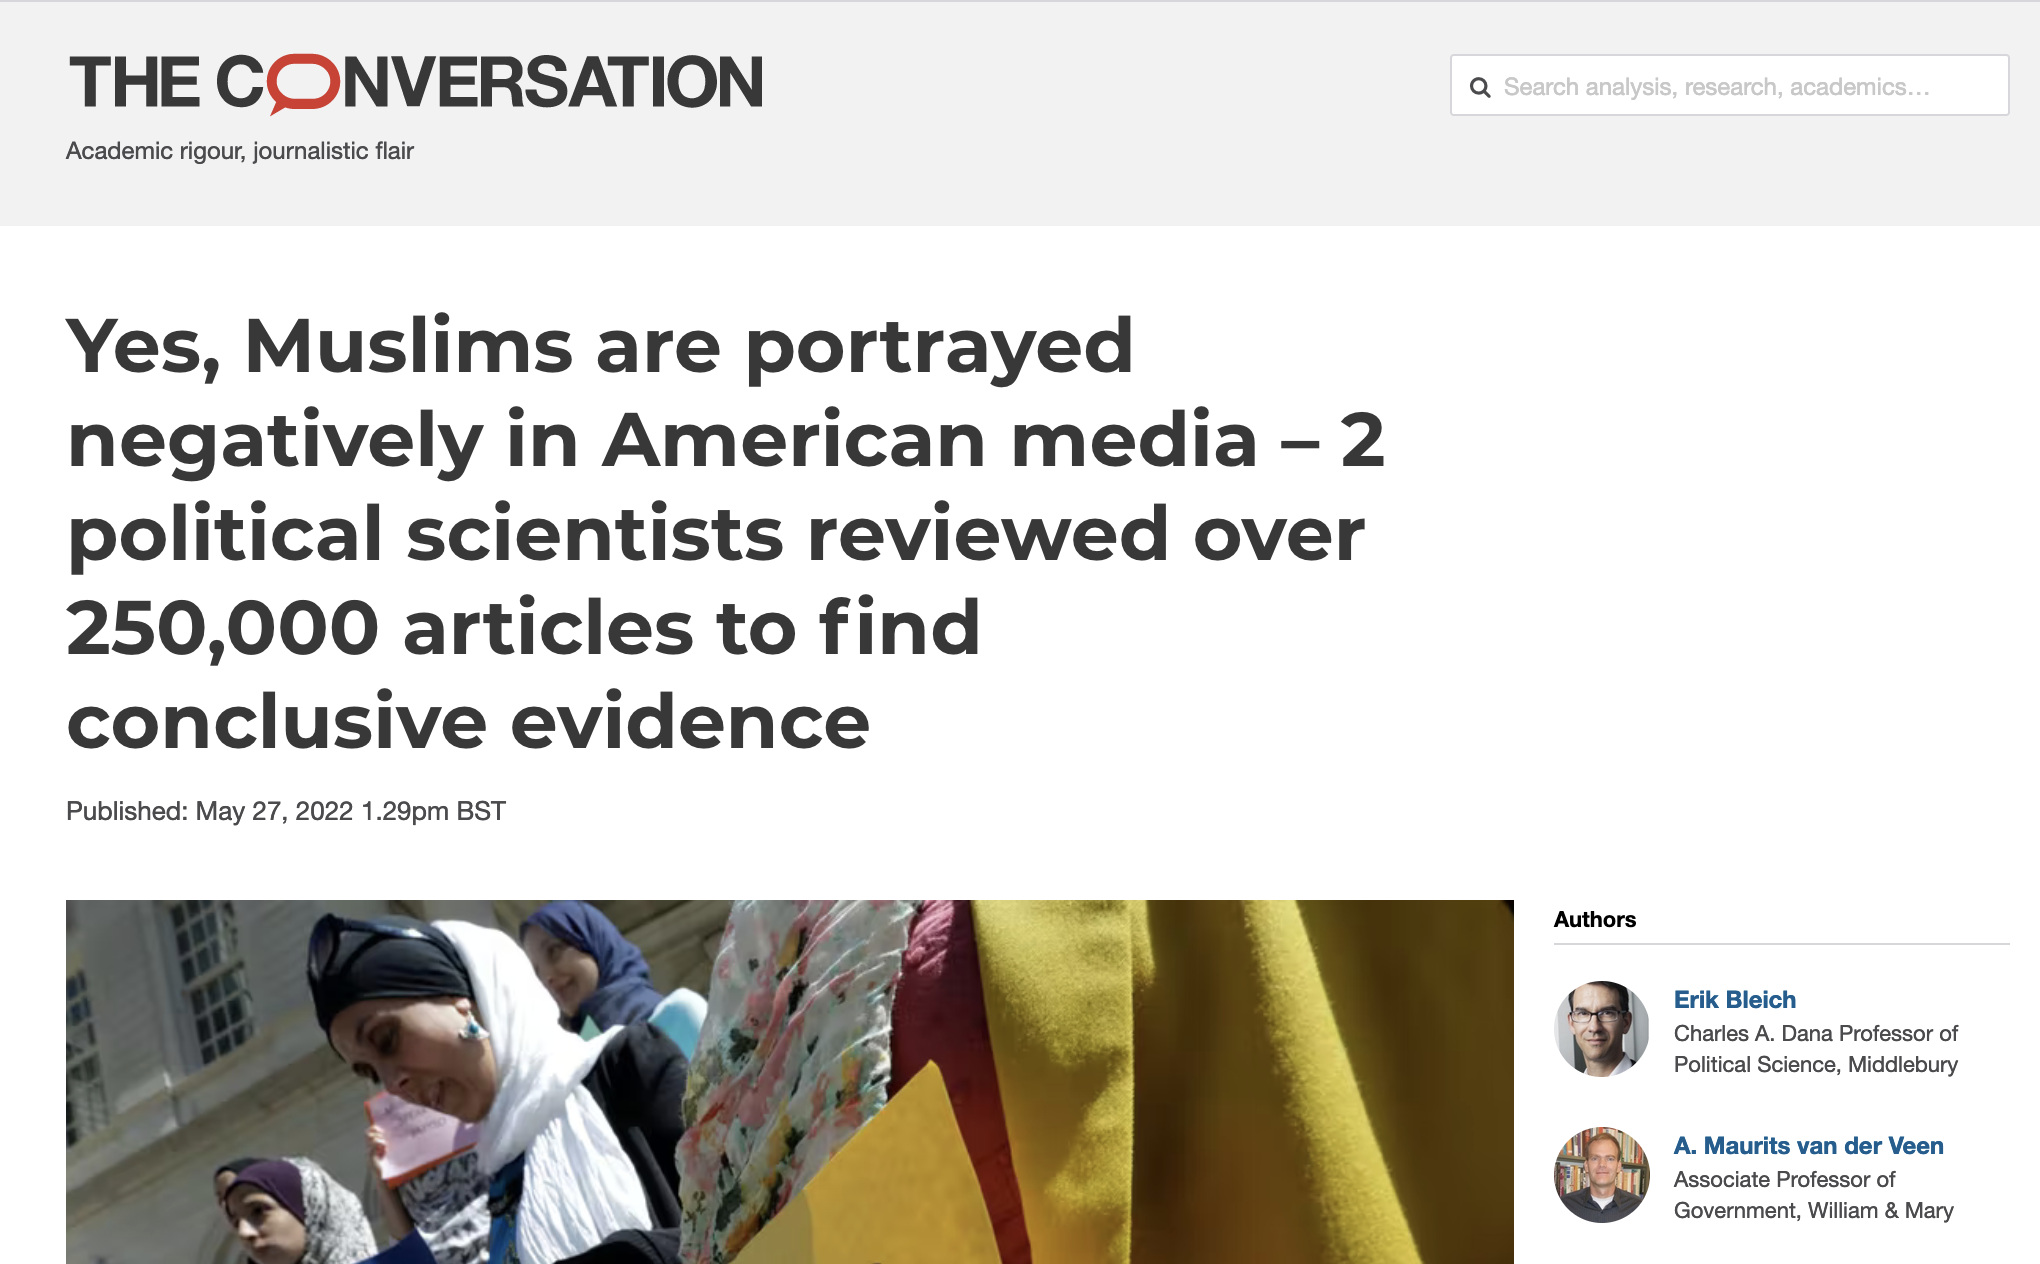 THE CONVERSATION
Academic rigour, journalistic flair
Search analysis, research, academics…
Yes, Muslims are portrayed
negatively in American media – 2
political scientists reviewed over
250,000 articles to find
conclusive evidence
Published: May 27, 2022 1.29pm BST
Authors
Erik Bleich
Charles A. Dana Professor of
Political Science, Middlebury
A. Maurits van der Veen
Associate Professor of
Government, William & Mary